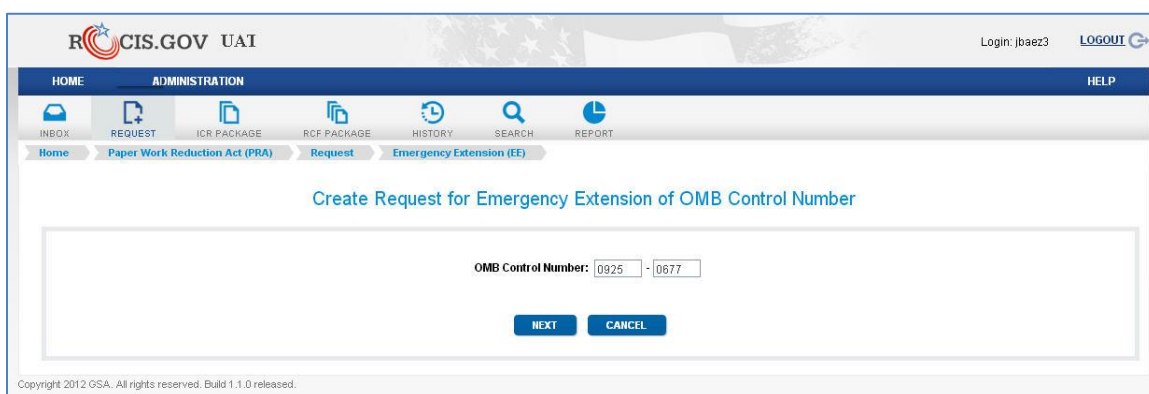 ROCIS.GOV UAT
Login: jbaez3 LOGOUT
HOME ADMINISTRATION HELP
INBOX REQUEST ICR PACKAGE RCF PACKAGE HISTORY SEARCH REPORT
Home Paper Work Reduction Act (PRA) Request Emergency Extension (EE)
Create Request for Emergency Extension of OMB Control Number
OMB Control Number: 0925 - 0677
NEXT CANCEL
Copyright 2012 GSA. All rights reserved. Build 1.1.0 released.